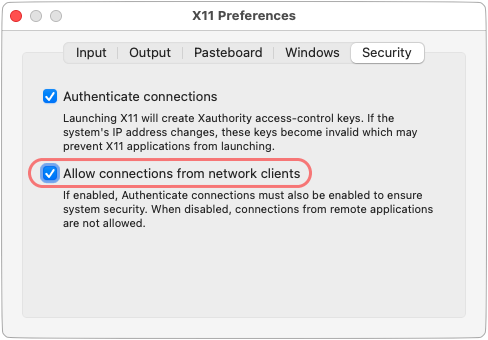 X11 Preferences
Input Output Pasteboard Windows Security
Authenticate connections
Launching X11 will create Xauthority access-control keys. If the
system's IP address changes, these keys become invalid which may
prevent X11 applications from launching.
Allow connections from network clients
If enabled, Authenticate connections must also be enabled to ensure
system security. When disabled, connections from remote applications
are not allowed.